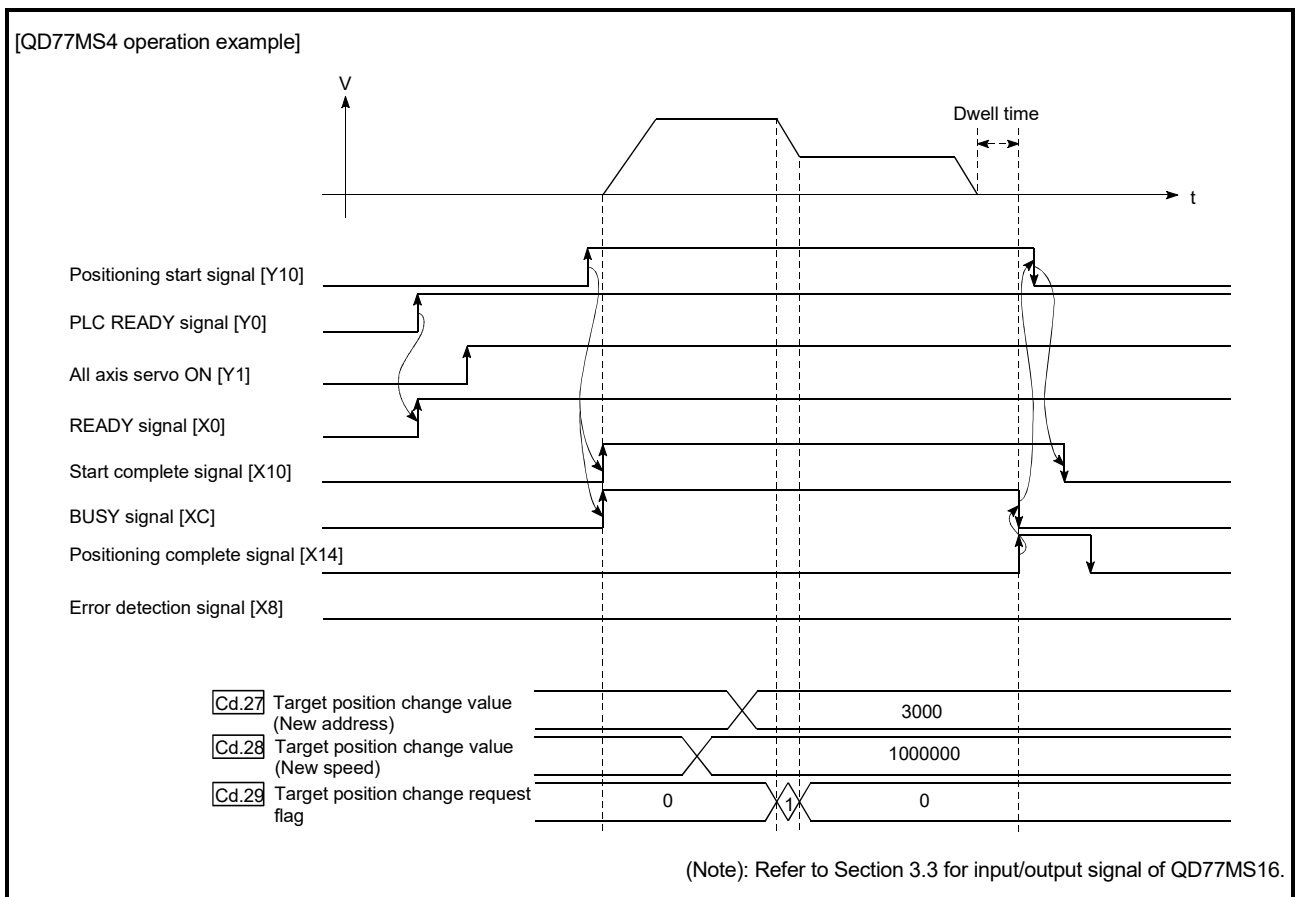 [QD77MS4 operation example]
V
Dwell time
t
Positioning start signal [Y10]
PLC READY signal [Y0]
All axis servo ON [Y1]
READY signal [X0]
Start complete signal [X10]
BUSY signal [XC]
Positioning complete signal [X14]
Error detection signal [X8]
Cd.27 Target position change value
(New address)
3000
Cd.28 Target position change value
(New speed)
1000000
Cd.29 Target position change request
flag
0 1 0
(Note): Refer to Section 3.3 for input/output signal of QD77MS16.